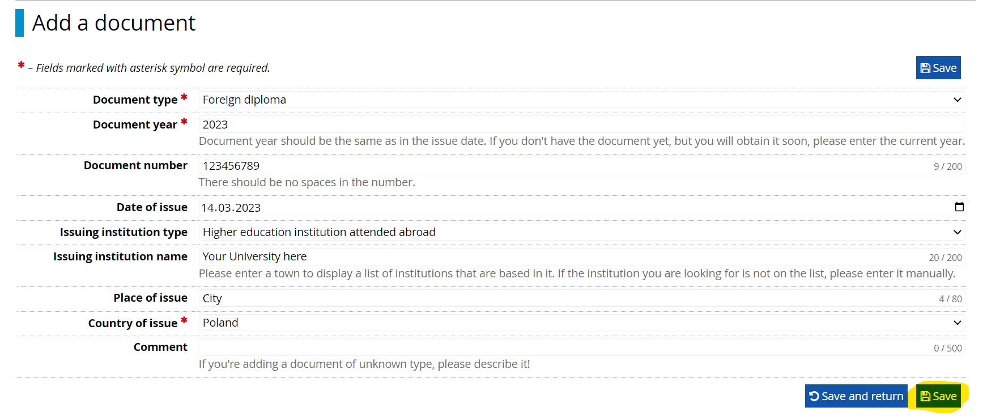 Add a document
* – Fields marked with asterisk symbol are required.
Save
Document type * Foreign diploma
Document year * 2023
Document year should be the same as in the issue date. If you don't have the document yet, but you will obtain it soon, please enter the current year.
Document number 123456789 9 / 200
There should be no spaces in the number.
Date of issue 14.03.2023
Issuing institution type Higher education institution attended abroad
Issuing institution name Your University here 20 / 200
Please enter a town to display a list of institutions that are based in it. If the institution you are looking for is not on the list, please enter it manually.
Place of issue City 4 / 80
Country of issue * Poland
Comment 0 / 500
If you're adding a document of unknown type, please describe it!
Save and return Save